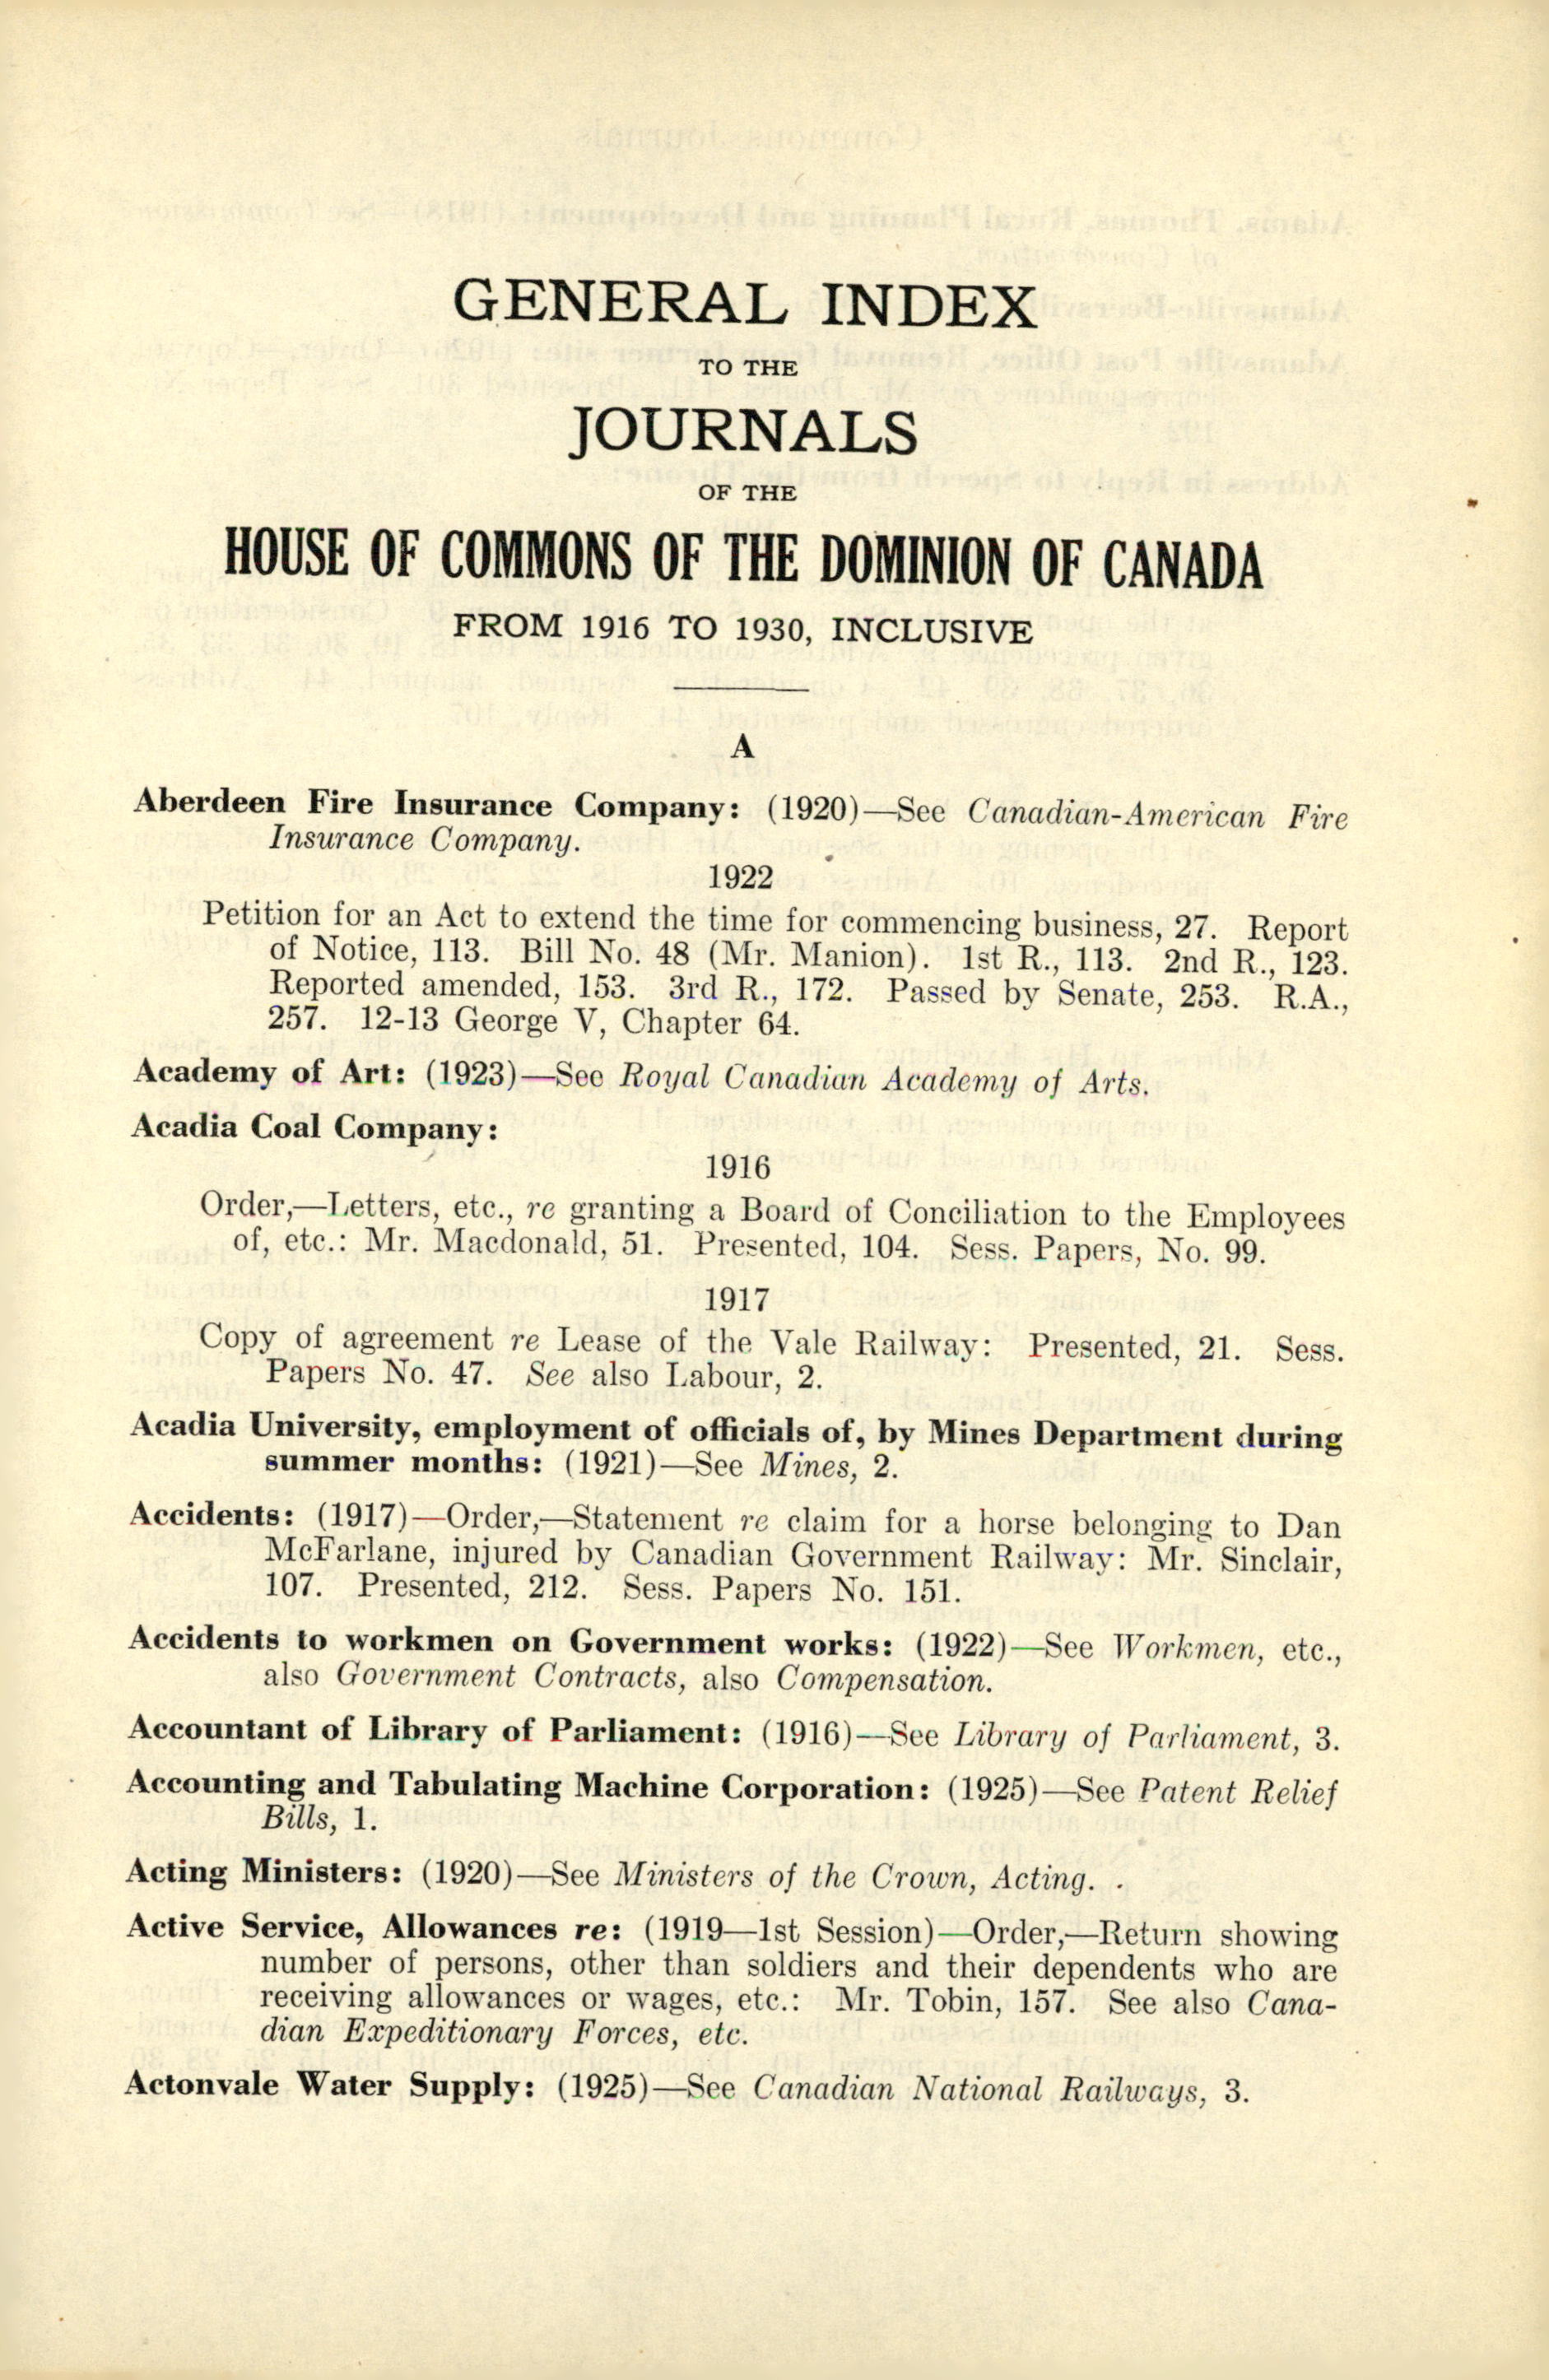 GENERAL INDEX
TO THE
JOURNALS
OF THE
HOUSE OF COMMONS OF THE DOMINION OF CANADA
FROM 1916 TO 1930, INCLUSIVE
A
Aberdeen Fire Insurance Company: (1920)—See Canadian-American Fire
Insurance Company.
1922
Petition for an Act to extend the time for commencing business, 27. Report
of Notice, 113. Bill No. 48 (Mr. Manion). 1st R., 113. 2nd R., 123.
Reported amended, 153. 3rd R., 172. Passed by Senate, 253. R.A.,
257. 12-13 George V, Chapter 64.
Academy of Art: (1923)—See Royal Canadian Academy of Arts.
Acadia Coal Company:
1916
Order,—Letters, etc., re granting a Board of Conciliation to the Employees
of, etc.: Mr. Macdonald, 51. Presented, 104. Sess. Papers, No. 99.
1917
Copy of agreement re Lease of the Vale Railway: Presented, 21. Sess.
Papers No. 47. See also Labour, 2.
Acadia University, employment of officials of, by Mines Department during
summer months: (1921)—See Mines, 2.
Accidents: (1917)—Order,—Statement re claim for a horse belonging to Dan
McFarlane, injured by Canadian Government Railway: Mr. Sinclair,
107. Presented, 212. Sess. Papers No. 151.
Accidents to workmen on Government works: (1922)—See Workmen, etc.,
also Government Contracts, also Compensation.
Accountant of Library of Parliament: (1916)—See Library of Parliament, 3.
Accounting and Tabulating Machine Corporation: (1925)—See Patent Relief
Bills, 1.
Acting Ministers: (1920)—See Ministers of the Crown, Acting. .
Active Service, Allowances re: (1919—1st Session)—Order,—Return showing
number of persons, other than soldiers and their dependents who are
receiving allowances or wages, etc.: Mr. Tobin, 157. See also Cana-
dian Expeditionary Forces, etc.
Actonvale Water Supply: (1925)—See Canadian National Railways, 3.